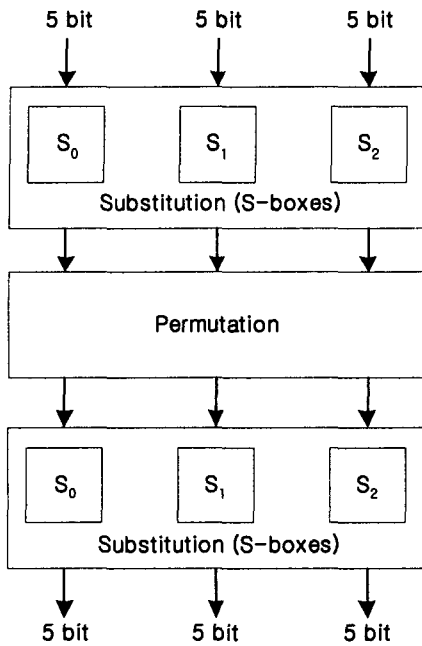 5 bit 5 bit 5 bit
S₀ S₁ S₂
Substitution (S-boxes)
Permutation
S₀ S₁ S₂
Substitution (S-boxes)
5 bit 5 bit 5 bit